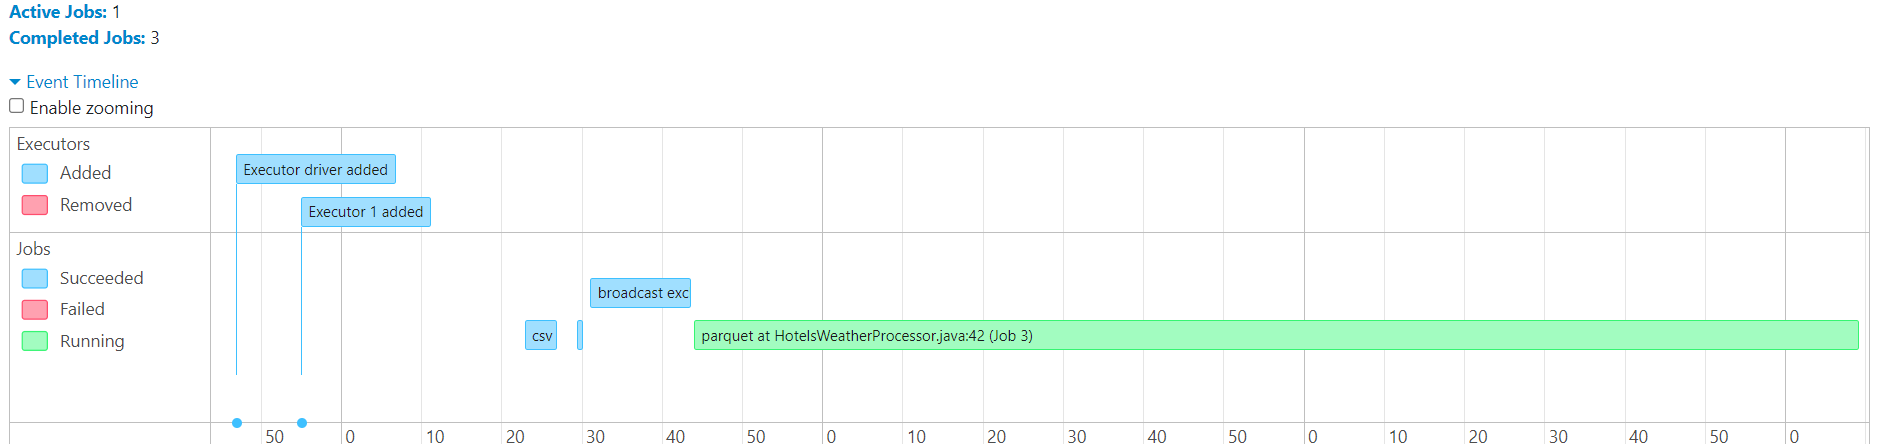 Active Jobs: 1
Completed Jobs: 3
Event Timeline
Enable zooming
Executors
Added
Removed
Executor driver added
Executor 1 added
Jobs
Succeeded
Failed
Running
broadcast exc
csv
parquet at HotelsWeatherProcessor.java:42 (Job 3)
50 0 10 20 30 40 50 0 10 20 30 40 50 0 10 20 30 40 50 0